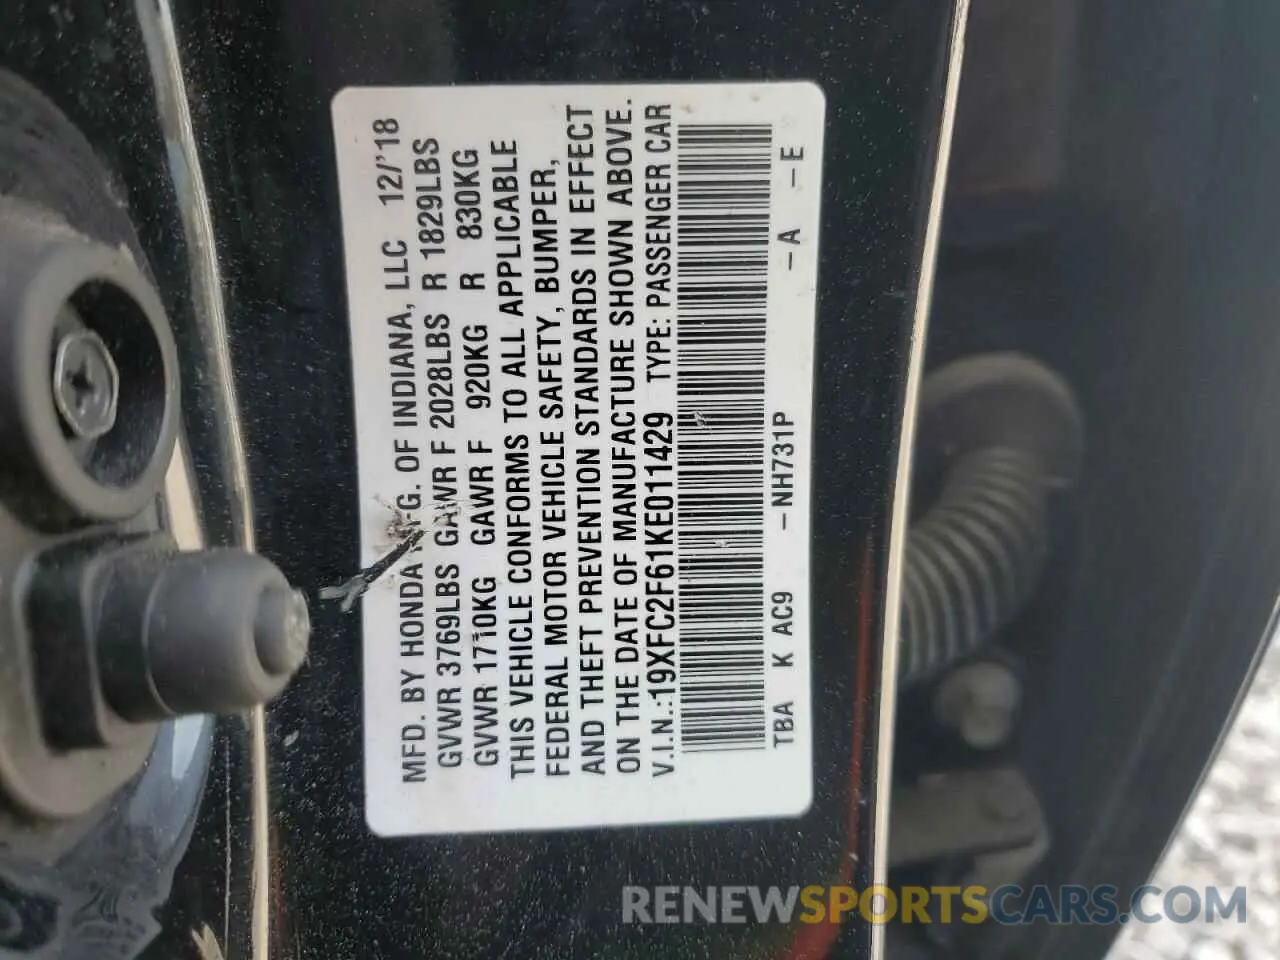 MFD. BY HONDA MFG. OF INDIANA, LLC 12/'18
GVWR 3769LBS GAWR F 2028LBS R 1829LBS
GVWR 1710KG GAWR F 920KG R 830KG
THIS VEHICLE CONFORMS TO ALL APPLICABLE
FEDERAL MOTOR VEHICLE SAFETY, BUMPER,
AND THEFT PREVENTION STANDARDS IN EFFECT
ON THE DATE OF MANUFACTURE SHOWN ABOVE.
V.I.N.:19XFC2F61KE011429 TYPE: PASSENGER CAR
TBA K AC9 -NH731P -A -E
RENEWSPORTSCARS.COM